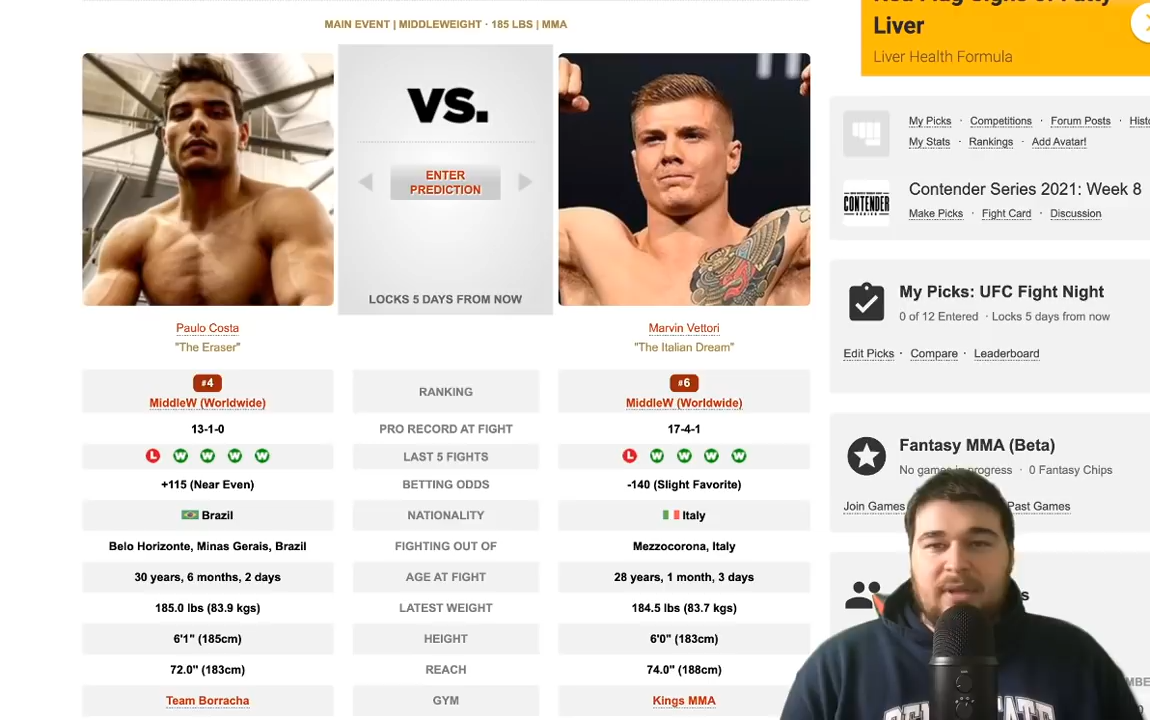 MAIN EVENT | MIDDLEWEIGHT · 185 LBS | MMA
VS.
ENTER
PREDICTION
LOCKS 5 DAYS FROM NOW
Paulo Costa
"The Eraser"
Marvin Vettori
"The Italian Dream"
#4
MiddleW (Worldwide)
RANKING
#6
MiddleW (Worldwide)
13-1-0
PRO RECORD AT FIGHT
17-4-1
L W W W W
LAST 5 FIGHTS
L W W W W
+115 (Near Even)
BETTING ODDS
-140 (Slight Favorite)
Brazil
NATIONALITY
Italy
Belo Horizonte, Minas Gerais, Brazil
FIGHTING OUT OF
Mezzocorona, Italy
30 years, 6 months, 2 days
AGE AT FIGHT
28 years, 1 month, 3 days
185.0 lbs (83.9 kgs)
LATEST WEIGHT
184.5 lbs (83.7 kgs)
6'1" (185cm)
HEIGHT
6'0" (183cm)
72.0" (183cm)
REACH
74.0" (188cm)
Team Borracha
GYM
Kings MMA
Liver
Liver Health Formula
My Picks · Competitions · Forum Posts ·
My Stats · Rankings · Add Avatar!
CONTENDER
SERIES
Contender Series 2021: Week 8
Make Picks · Fight Card · Discussion
My Picks: UFC Fight Night
0 of 12 Entered · Locks 5 days from now
Edit Picks · Compare · Leaderboard
Fantasy MMA (Beta)
No games in progress · 0 Fantasy Chips
Join Games
Past Games